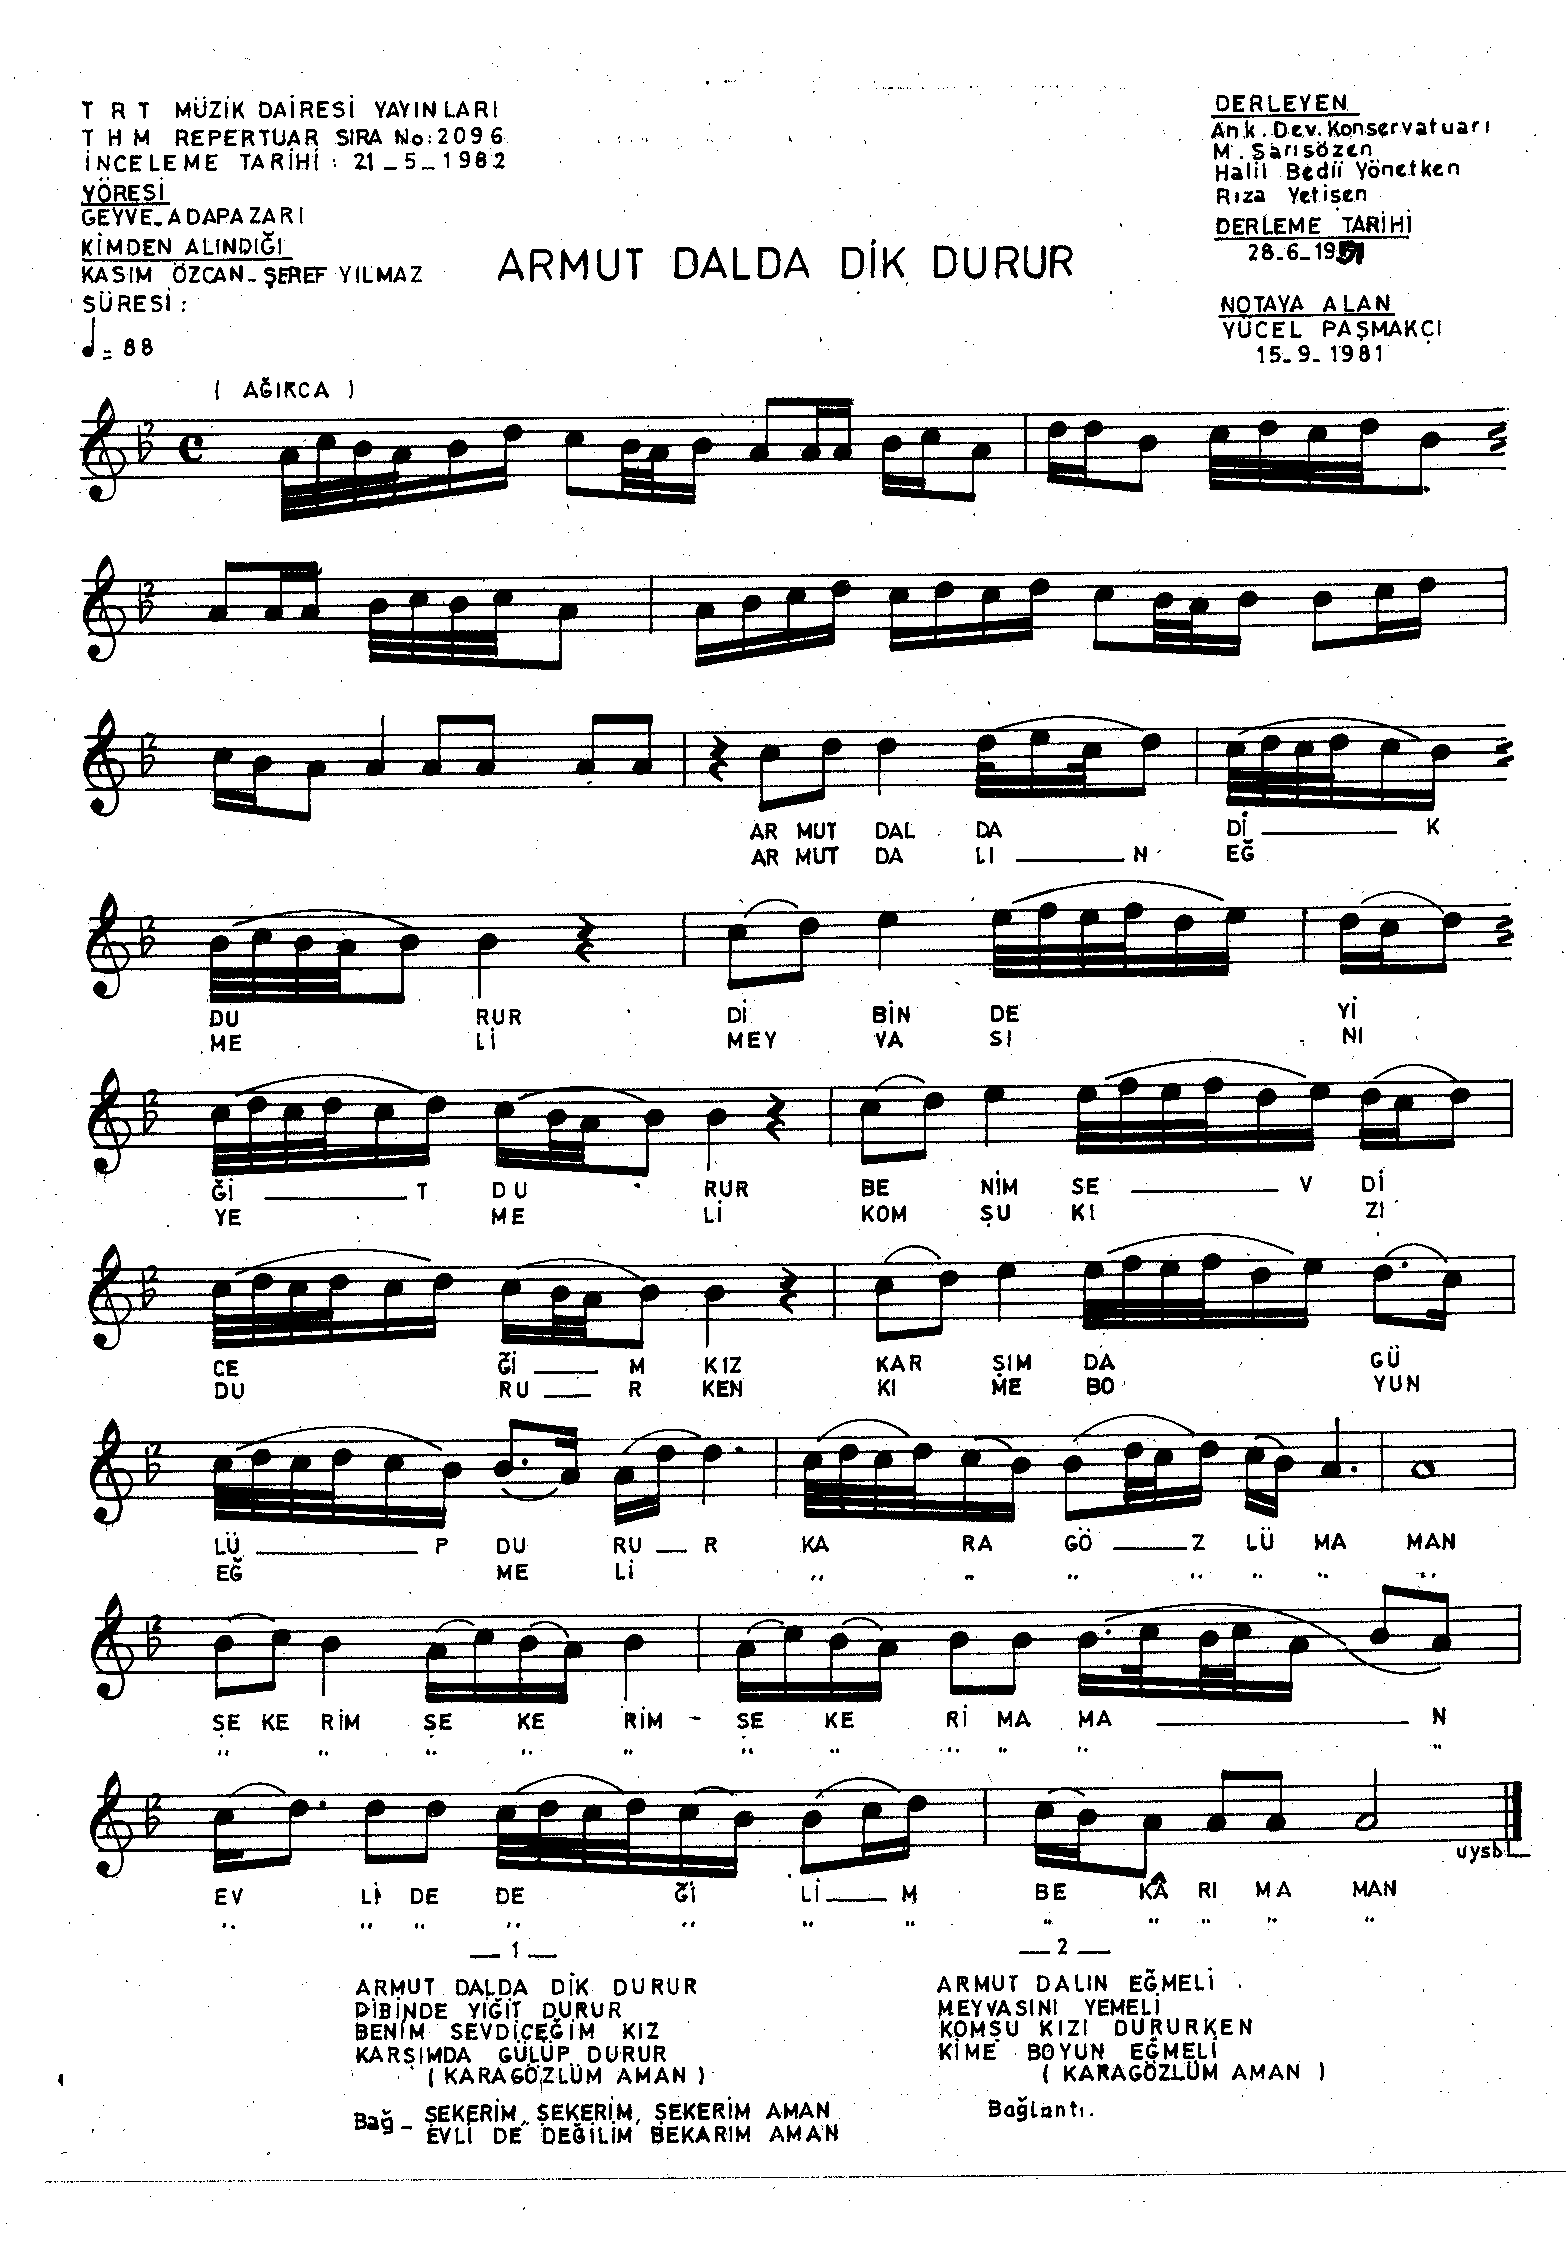 T R T MÜZİK DAİRESİ YAYINLARI
T H M REPERTUAR SIRA No: 2096
İNCELEME TARİHİ : 21_5_1982
YÖRESİ
GEYVE_ADAPAZARI
KİMDEN ALINDIĞI
KASIM ÖZCAN_ŞEREF YILMAZ
SÜRESİ :
= 88
DERLEYEN
Ank. Dev. Konservatuarı
M. Sarısözen
Halil Bedii Yönetken
Rıza Yetişen
DERLEME TARİHİ
28_6_19
NOTAYA ALAN
YÜCEL PAŞMAKÇI
15_9_1981
ARMUT DALDA DİK DURUR
( AĞIRCA )
AR MUT DAL DA Dİ K
AR MUT DA LI N EĞ
DU RUR Dİ BİN DE Yİ
ME Lİ MEY VA SI NI
Ğİ T DU RUR BE NİM SE V Dİ
YE ME Lİ KOM ŞU KI ZI
CE Ğİ M KIZ KAR ŞIM DA GÜ
DU RU R KEN KI ME BO YUN
LÜ P DU RU R KA RA GÖ Z LÜ MA MAN
EĞ ME Lİ " " " " " " "
ŞE KE RİM ŞE KE RİM - ŞE KE Rİ MA MA N
" " " " " " " " " " "
EV Lİ DE DE Ğİ Lİ M BE KA RI MA MAN
" " " " " " " " " " " "
uysbL
_ 1 _
ARMUT DALDA DİK DURUR
DİBİNDE YİĞİT DURUR
BENİM SEVDİCEĞİM KIZ
KARŞIMDA GÜLÜP DURUR
( KARAGÖZLÜM AMAN )
Bağ_ ŞEKERİM, ŞEKERİM, ŞEKERİM AMAN
EVLİ DE DEĞİLİM BEKARIM AMAN
_ 2 _
ARMUT DALIN EĞMELİ
MEYVASINI YEMELİ
KOMŞU KIZI DURURKEN
KİME BOYUN EĞMELİ
( KARAGÖZLÜM AMAN )
Bağlantı.